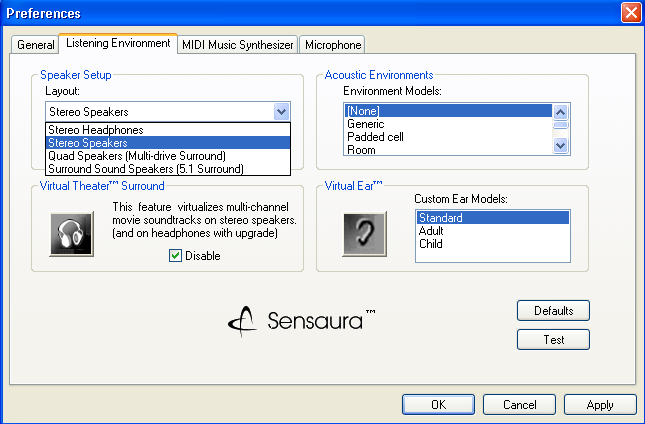 Preferences
General
Listening Environment
MIDI Music Synthesizer
Microphone
Speaker Setup
Layout:
Stereo Speakers
Stereo Headphones
Stereo Speakers
Quad Speakers (Multi-drive Surround)
Surround Sound Speakers (5.1 Surround)
Acoustic Environments
Environment Models:
[None]
Generic
Padded cell
Room
Virtual Theater™ Surround
This feature virtualizes multi-channel
movie soundtracks on stereo speakers.
(and on headphones with upgrade)
Disable
Virtual Ear™
Custom Ear Models:
Standard
Adult
Child
Sensaura™
Defaults
Test
OK
Cancel
Apply